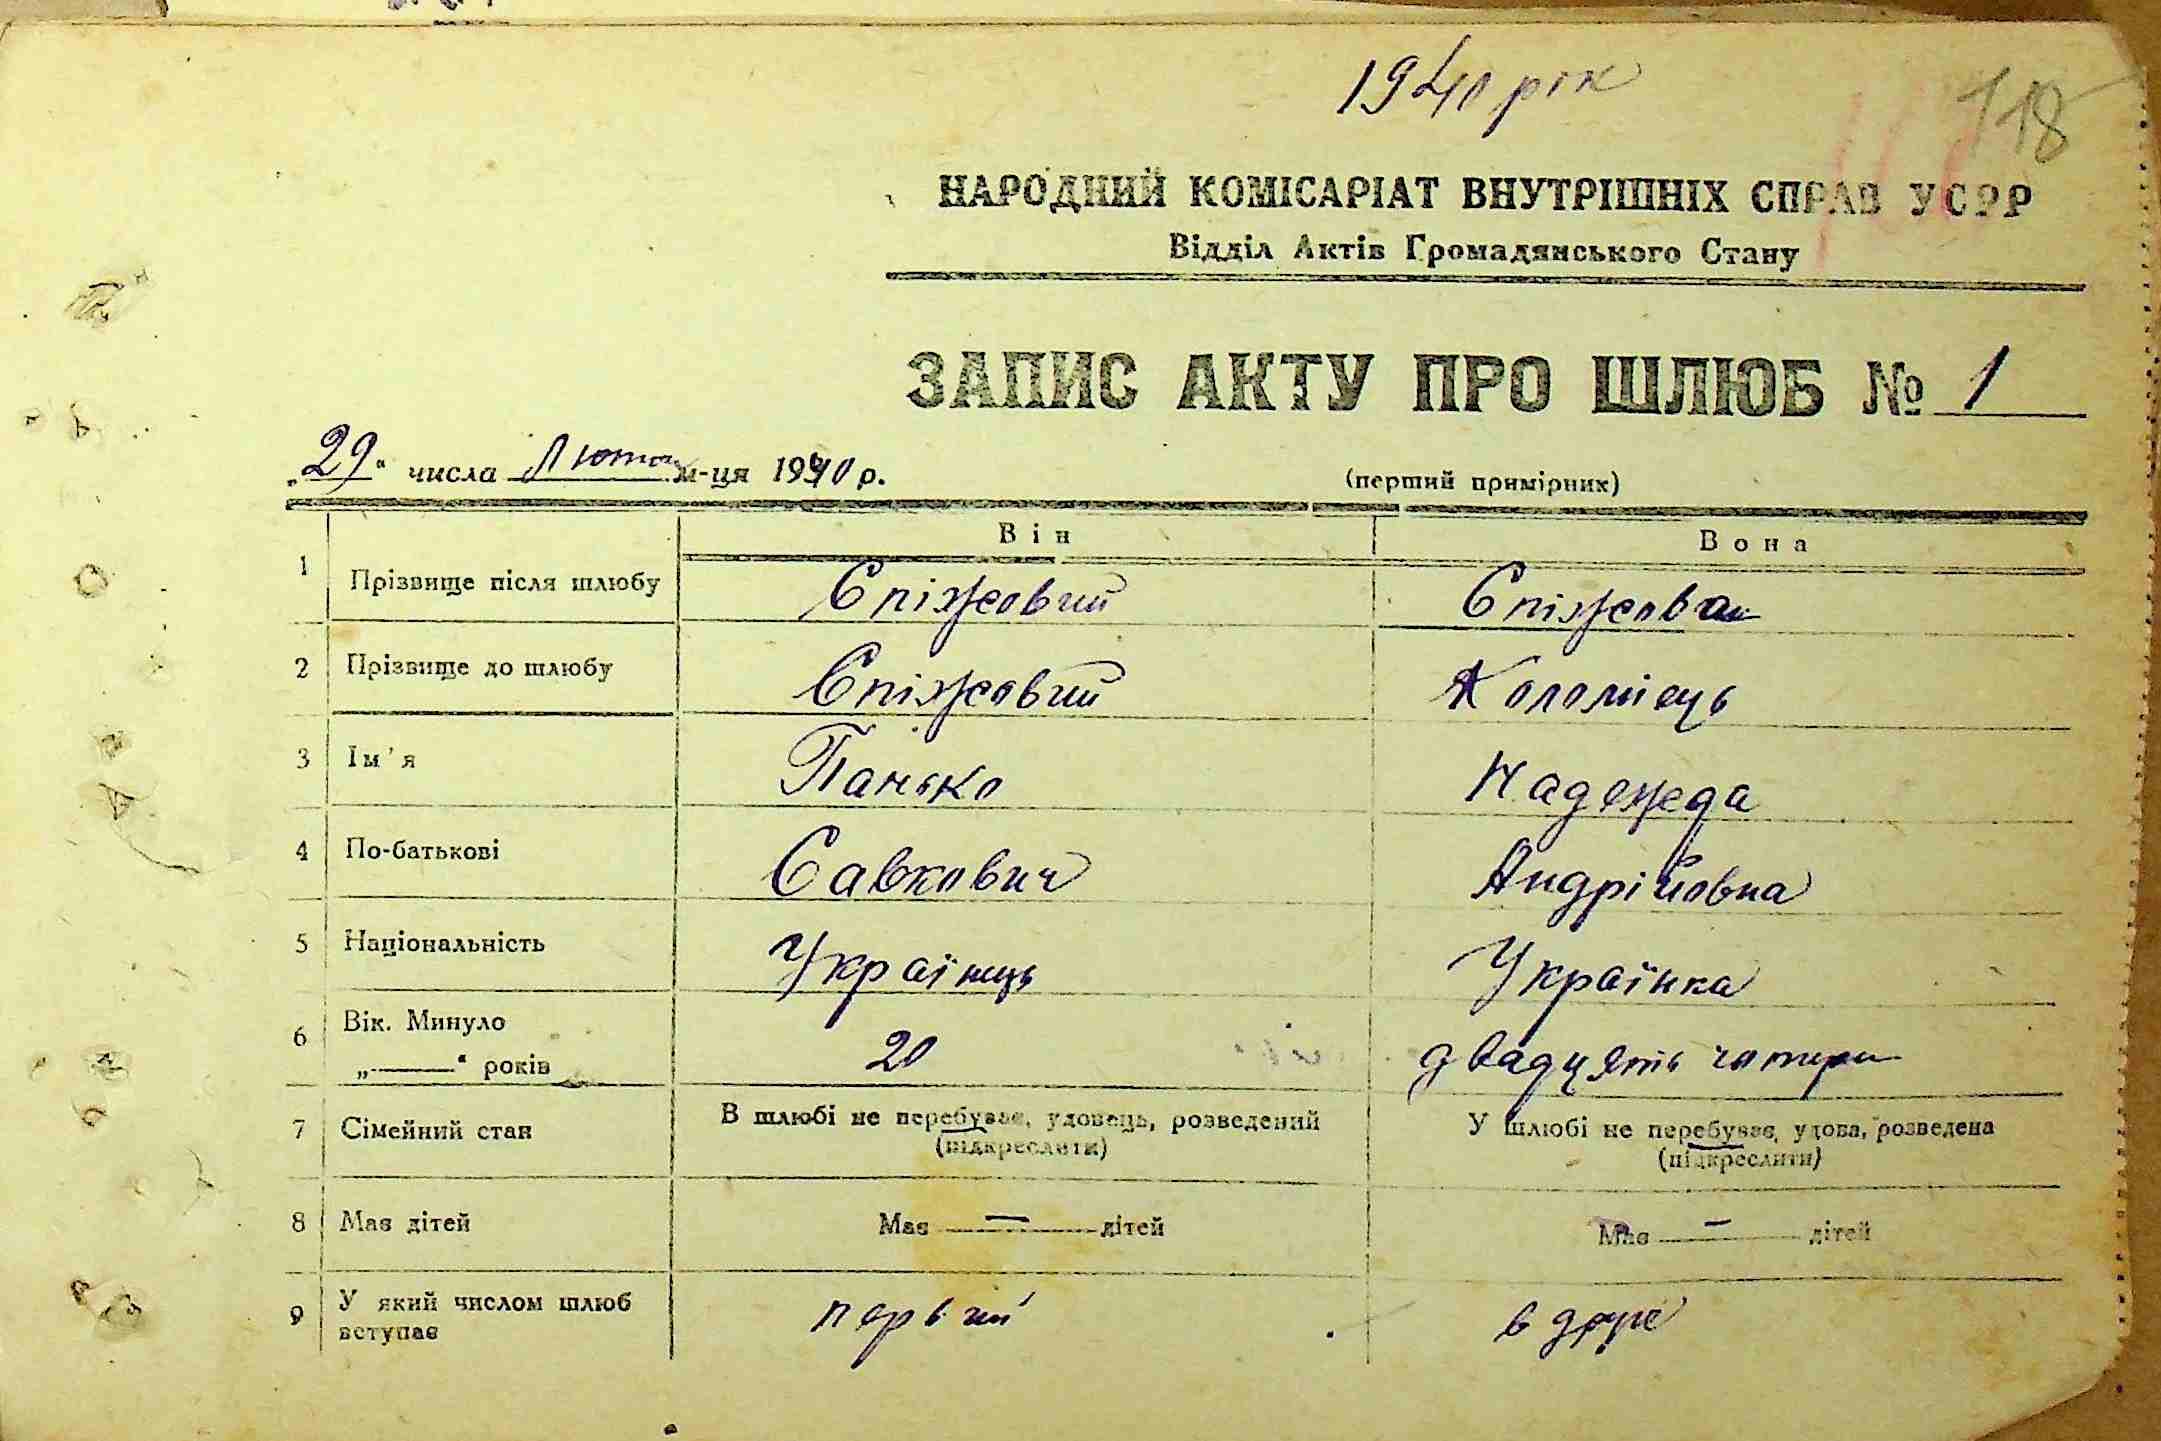 1940 рік
118
НАРОДНИЙ КОМІСАРІАТ ВНУТРІШНІХ СПРАВ УСРР
Відділ Актів Громадянського Стану
ЗАПИС АКТУ ПРО ШЛЮБ № 1
„29“ числа Лютого м-ця 1940 р. (перший примірник)
Він Вона
1 Прізвище після шлюбу Спіжовий Спіжова
2 Прізвище до шлюбу Спіжовий Коломіець
3 Ім'я Панько Надежда
4 По-батькові Савкович Андрійовна
5 Національність Українець Українка
6 Вік. Минуло „——“ років 20 двадцять чотири
7 Сімейний стан В шлюбі не перебуває, удовець, розведений (підкреслити) У шлюбі не перебуває, удова, розведена (підкреслити)
8 Має дітей Має — дітей Має — дітей
9 У який числом шлюб вступає первий в друге